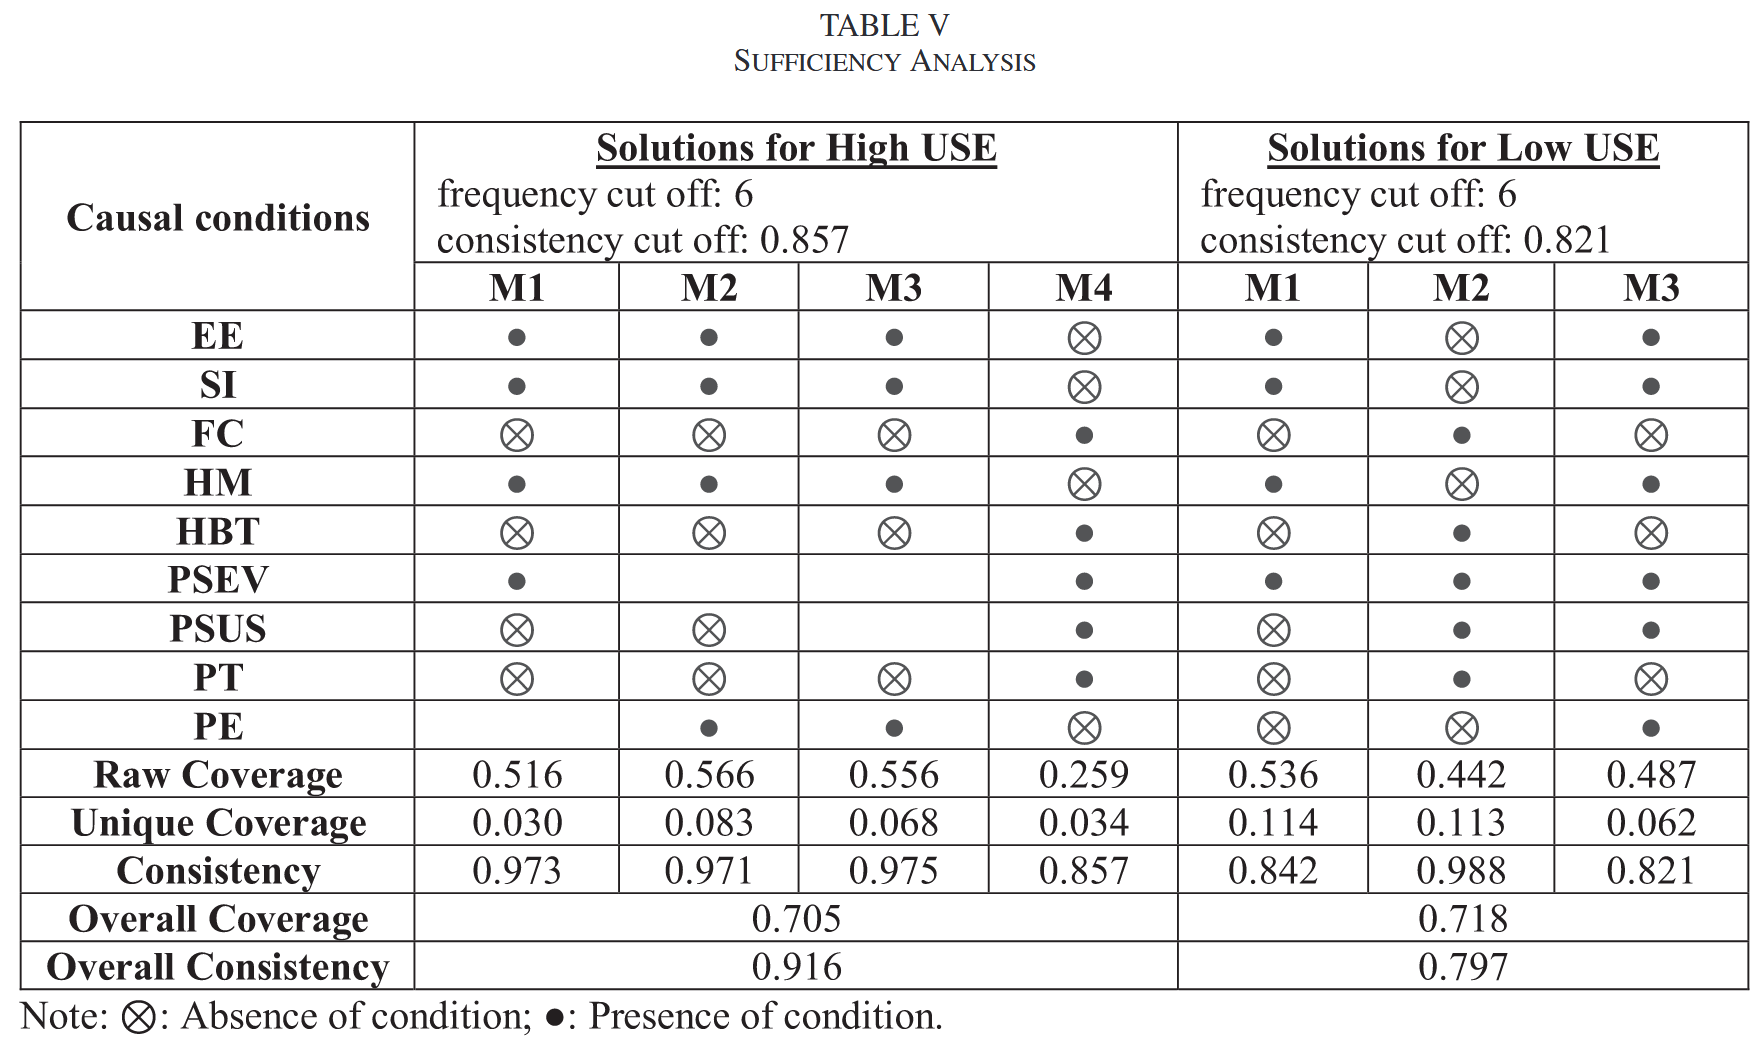 TABLE V
SUFFICIENCY ANALYSIS
Causal conditions Solutions for High USE Solutions for Low USE
frequency cut off: 6 frequency cut off: 6
consistency cut off: 0.857 consistency cut off: 0.821
M1 M2 M3 M4 M1 M2 M3
EE ● ● ● ⊗ ● ⊗ ●
SI ● ● ● ⊗ ● ⊗ ●
FC ⊗ ⊗ ⊗ ● ⊗ ● ⊗
HM ● ● ● ⊗ ● ⊗ ●
HBT ⊗ ⊗ ⊗ ● ⊗ ● ⊗
PSEV ● ● ● ● ●
PSUS ⊗ ⊗ ● ⊗ ● ●
PT ⊗ ⊗ ⊗ ● ⊗ ● ⊗
PE ● ● ⊗ ⊗ ⊗ ●
Raw Coverage 0.516 0.566 0.556 0.259 0.536 0.442 0.487
Unique Coverage 0.030 0.083 0.068 0.034 0.114 0.113 0.062
Consistency 0.973 0.971 0.975 0.857 0.842 0.988 0.821
Overall Coverage 0.705 0.718
Overall Consistency 0.916 0.797
Note: ⊗: Absence of condition; ●: Presence of condition.